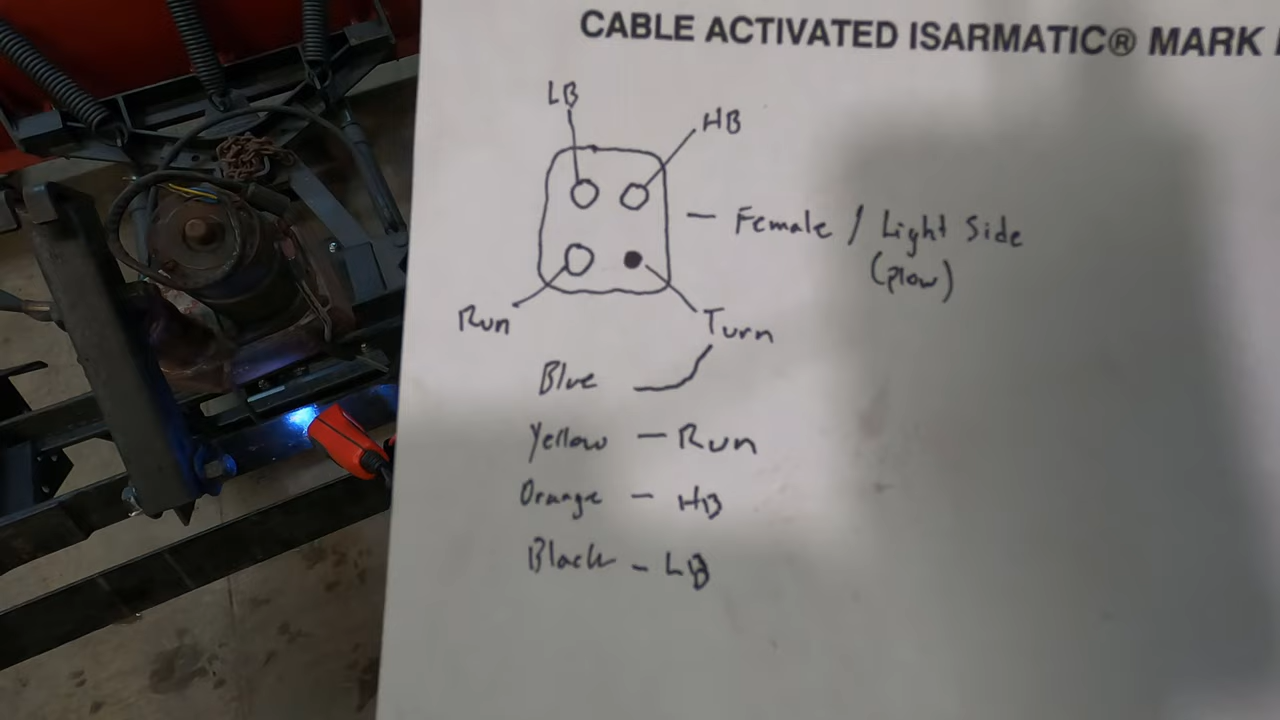 CABLE ACTIVATED ISARMATIC® MARK
LB
HB
Female / Light Side
(plow)
Run
Turn
Blue
Yellow - Run
Orange - HB
Black - LB